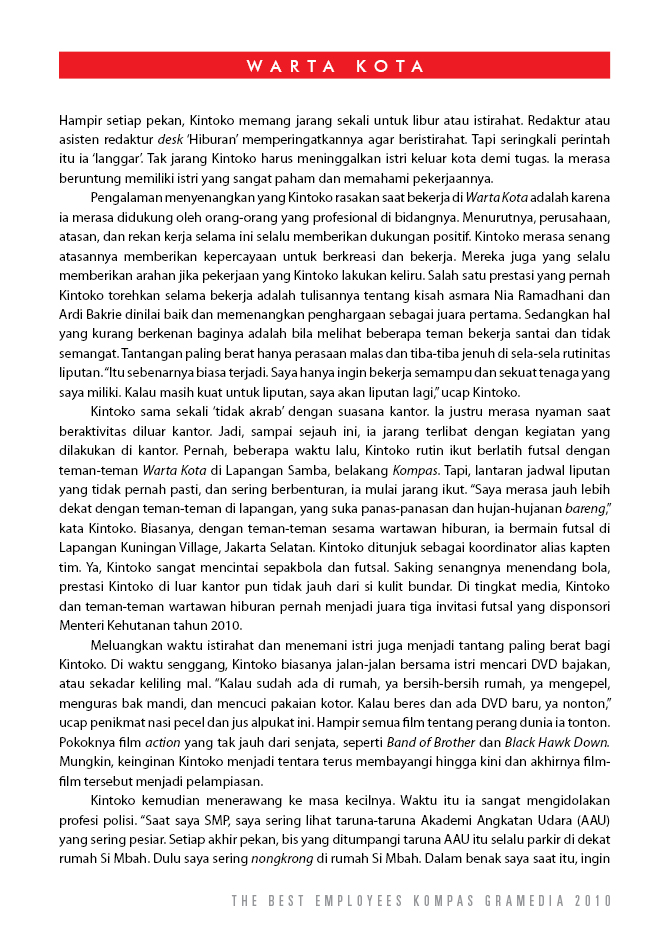 WARTA KOTA
Hampir setiap pekan, Kintoko memang jarang sekali untuk libur atau istirahat. Redaktur atau
asisten redaktur desk ‘Hiburan’ memperingatkannya agar beristirahat. Tapi seringkali perintah
itu ia ‘langgar’. Tak jarang Kintoko harus meninggalkan istri keluar kota demi tugas. Ia merasa
beruntung memiliki istri yang sangat paham dan memahami pekerjaannya.
Pengalaman menyenangkan yang Kintoko rasakan saat bekerja di Warta Kota adalah karena
ia merasa didukung oleh orang-orang yang profesional di bidangnya. Menurutnya, perusahaan,
atasan, dan rekan kerja selama ini selalu memberikan dukungan positif. Kintoko merasa senang
atasannya memberikan kepercayaan untuk berkreasi dan bekerja. Mereka juga yang selalu
memberikan arahan jika pekerjaan yang Kintoko lakukan keliru. Salah satu prestasi yang pernah
Kintoko torehkan selama bekerja adalah tulisannya tentang kisah asmara Nia Ramadhani dan
Ardi Bakrie dinilai baik dan memenangkan penghargaan sebagai juara pertama. Sedangkan hal
yang kurang berkenan baginya adalah bila melihat beberapa teman bekerja santai dan tidak
semangat. Tantangan paling berat hanya perasaan malas dan tiba-tiba jenuh di sela-sela rutinitas
liputan. “Itu sebenarnya biasa terjadi. Saya hanya ingin bekerja semampu dan sekuat tenaga yang
saya miliki. Kalau masih kuat untuk liputan, saya akan liputan lagi,” ucap Kintoko.
Kintoko sama sekali ‘tidak akrab’ dengan suasana kantor. Ia justru merasa nyaman saat
beraktivitas diluar kantor. Jadi, sampai sejauh ini, ia jarang terlibat dengan kegiatan yang
dilakukan di kantor. Pernah, beberapa waktu lalu, Kintoko rutin ikut berlatih futsal dengan
teman-teman Warta Kota di Lapangan Samba, belakang Kompas. Tapi, lantaran jadwal liputan
yang tidak pernah pasti, dan sering berbenturan, ia mulai jarang ikut. “Saya merasa jauh lebih
dekat dengan teman-teman di lapangan, yang suka panas-panasan dan hujan-hujanan bareng,”
kata Kintoko. Biasanya, dengan teman-teman sesama wartawan hiburan, ia bermain futsal di
Lapangan Kuningan Village, Jakarta Selatan. Kintoko ditunjuk sebagai koordinator alias kapten
tim. Ya, Kintoko sangat mencintai sepakbola dan futsal. Saking senangnya menendang bola,
prestasi Kintoko di luar kantor pun tidak jauh dari si kulit bundar. Di tingkat media, Kintoko
dan teman-teman wartawan hiburan pernah menjadi juara tiga invitasi futsal yang disponsori
Menteri Kehutanan tahun 2010.
Meluangkan waktu istirahat dan menemani istri juga menjadi tantang paling berat bagi
Kintoko. Di waktu senggang, Kintoko biasanya jalan-jalan bersama istri mencari DVD bajakan,
atau sekadar keliling mal. “Kalau sudah ada di rumah, ya bersih-bersih rumah, ya mengepel,
menguras bak mandi, dan mencuci pakaian kotor. Kalau beres dan ada DVD baru, ya nonton,”
ucap penikmat nasi pecel dan jus alpukat ini. Hampir semua film tentang perang dunia ia tonton.
Pokoknya film action yang tak jauh dari senjata, seperti Band of Brother dan Black Hawk Down.
Mungkin, keinginan Kintoko menjadi tentara terus membayangi hingga kini dan akhirnya film-
film tersebut menjadi pelampiasan.
Kintoko kemudian menerawang ke masa kecilnya. Waktu itu ia sangat mengidolakan
profesi polisi. “Saat saya SMP, saya sering lihat taruna-taruna Akademi Angkatan Udara (AAU)
yang sering pesiar. Setiap akhir pekan, bis yang ditumpangi taruna AAU itu selalu parkir di dekat
rumah Si Mbah. Dulu saya sering nongkrong di rumah Si Mbah. Dalam benak saya saat itu, ingin
THE BEST EMPLOYEES KOMPAS GRAMEDIA 2010